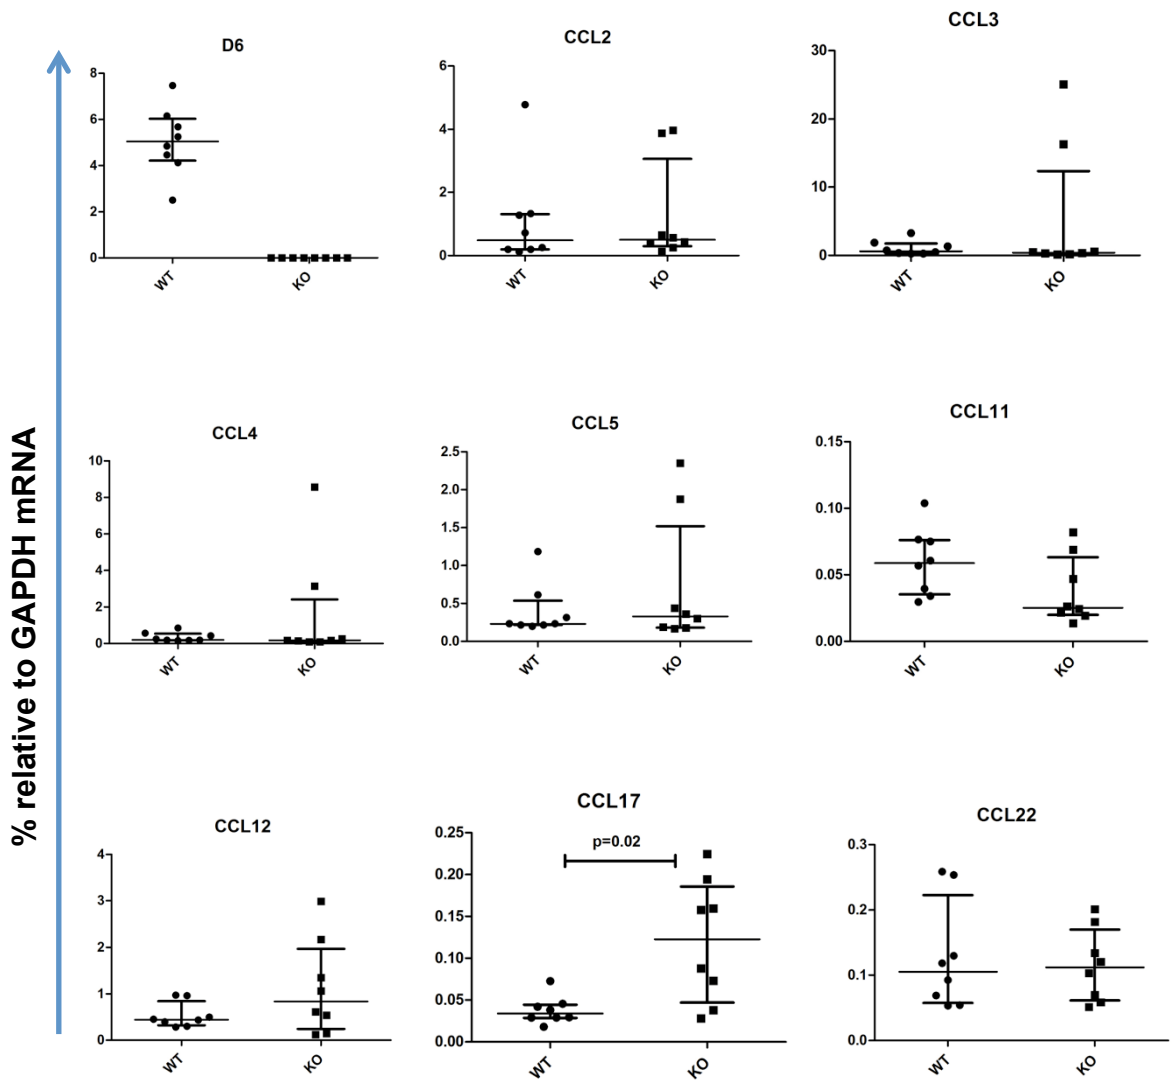 % relative to GAPDH mRNA
D6
8
6
4
2
0
WT
KO
CCL2
6
4
2
0
WT
KO
CCL3
30
20
10
0
WT
KO
CCL4
10
8
6
4
2
0
WT
KO
CCL5
2.5
2.0
1.5
1.0
0.5
0.0
WT
KO
CCL11
0.15
0.10
0.05
0.00
WT
KO
CCL12
4
3
2
1
0
WT
KO
CCL17
0.25
0.20
0.15
0.10
0.05
0.00
p=0.02
WT
KO
CCL22
0.3
0.2
0.1
0.0
WT
KO